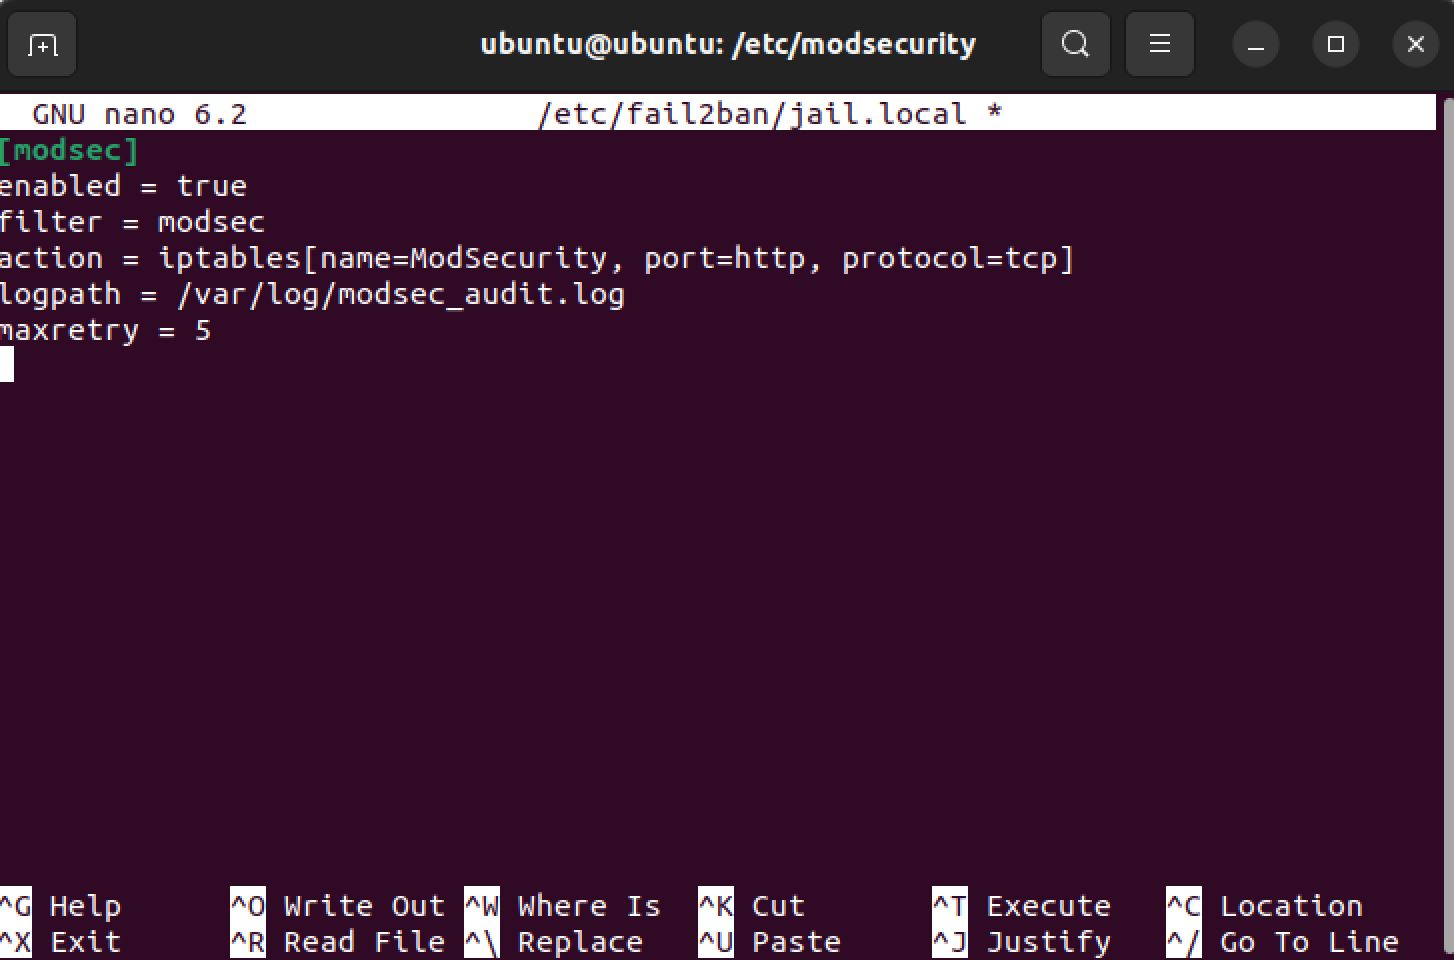 ubuntu@ubuntu: /etc/modsecurity
GNU nano 6.2 /etc/fail2ban/jail.local *
[modsec]
enabled = true
filter = modsec
action = iptables[name=ModSecurity, port=http, protocol=tcp]
logpath = /var/log/modsec_audit.log
maxretry = 5
^G Help ^O Write Out ^W Where Is ^K Cut ^T Execute ^C Location
^X Exit ^R Read File ^\ Replace ^U Paste ^J Justify ^/ Go To Line